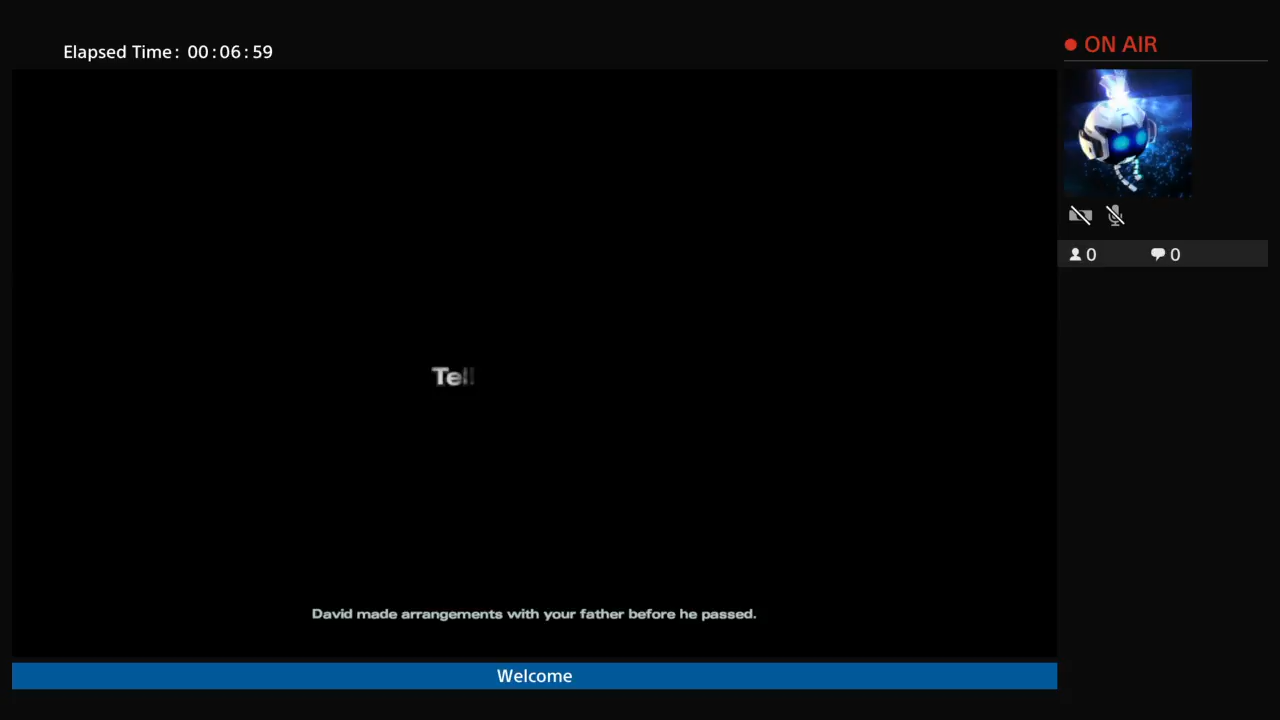 Elapsed Time: 00:06:59
ON AIR
0 0
Tell
David made arrangements with your father before he passed.
Welcome